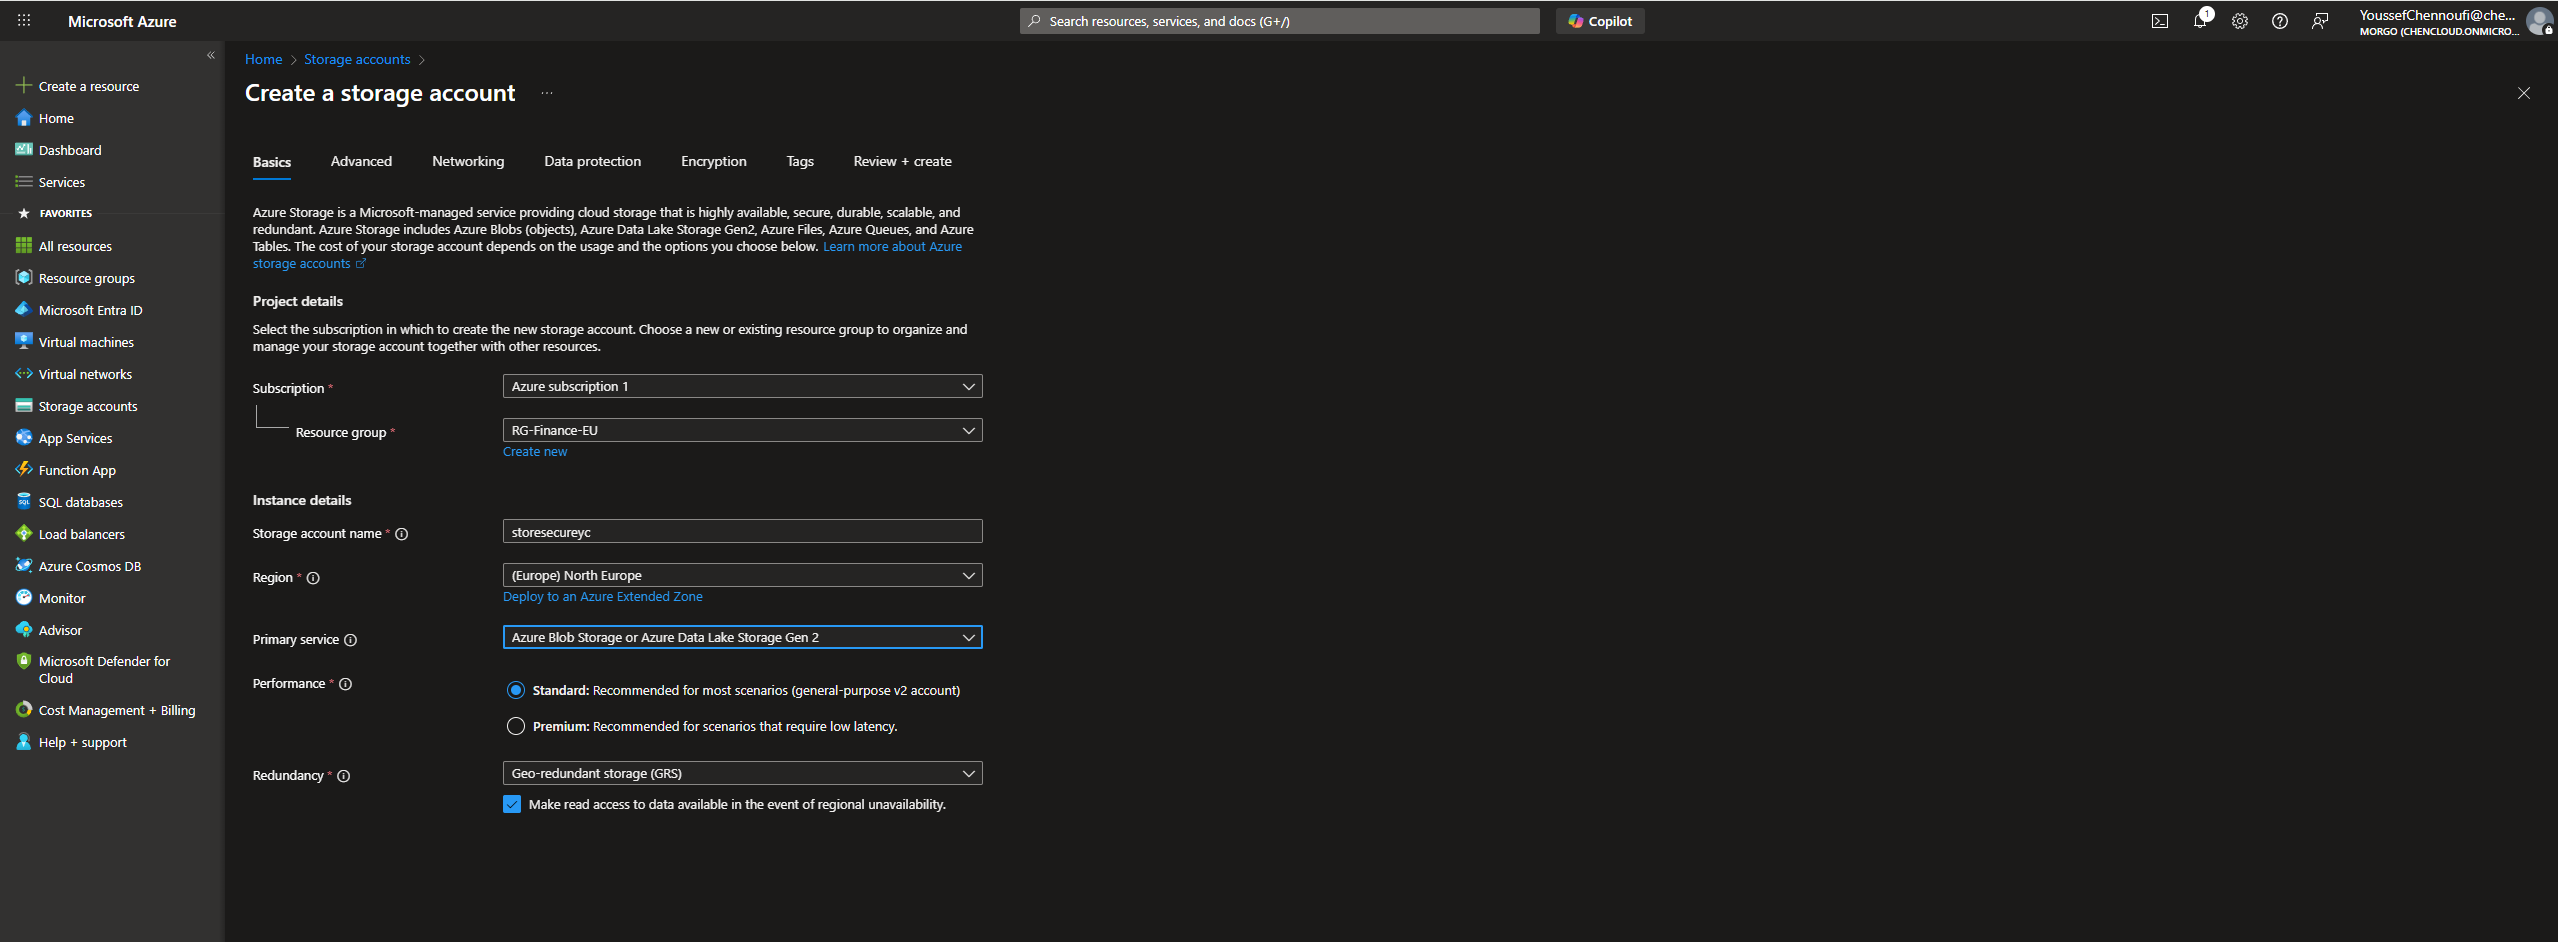 Microsoft Azure
Search resources, services, and docs (G+/)
Copilot
1
YoussefChennoufi@che...
MORGO (CHENCLOUD.ONMICRO...
Create a resource
Home
Dashboard
Services
FAVORITES
All resources
Resource groups
Microsoft Entra ID
Virtual machines
Virtual networks
Storage accounts
App Services
Function App
SQL databases
Load balancers
Azure Cosmos DB
Monitor
Advisor
Microsoft Defender for
Cloud
Cost Management + Billing
Help + support
Home > Storage accounts >
Create a storage account ...
Basics Advanced Networking Data protection Encryption Tags Review + create
Azure Storage is a Microsoft-managed service providing cloud storage that is highly available, secure, durable, scalable, and
redundant. Azure Storage includes Azure Blobs (objects), Azure Data Lake Storage Gen2, Azure Files, Azure Queues, and Azure
Tables. The cost of your storage account depends on the usage and the options you choose below. Learn more about Azure
storage accounts
Project details
Select the subscription in which to create the new storage account. Choose a new or existing resource group to organize and
manage your storage account together with other resources.
Subscription * Azure subscription 1
Resource group * RG-Finance-EU
Create new
Instance details
Storage account name * storesecureyc
Region * (Europe) North Europe
Deploy to an Azure Extended Zone
Primary service Azure Blob Storage or Azure Data Lake Storage Gen 2
Performance * Standard: Recommended for most scenarios (general-purpose v2 account)
Premium: Recommended for scenarios that require low latency.
Redundancy * Geo-redundant storage (GRS)
Make read access to data available in the event of regional unavailability.